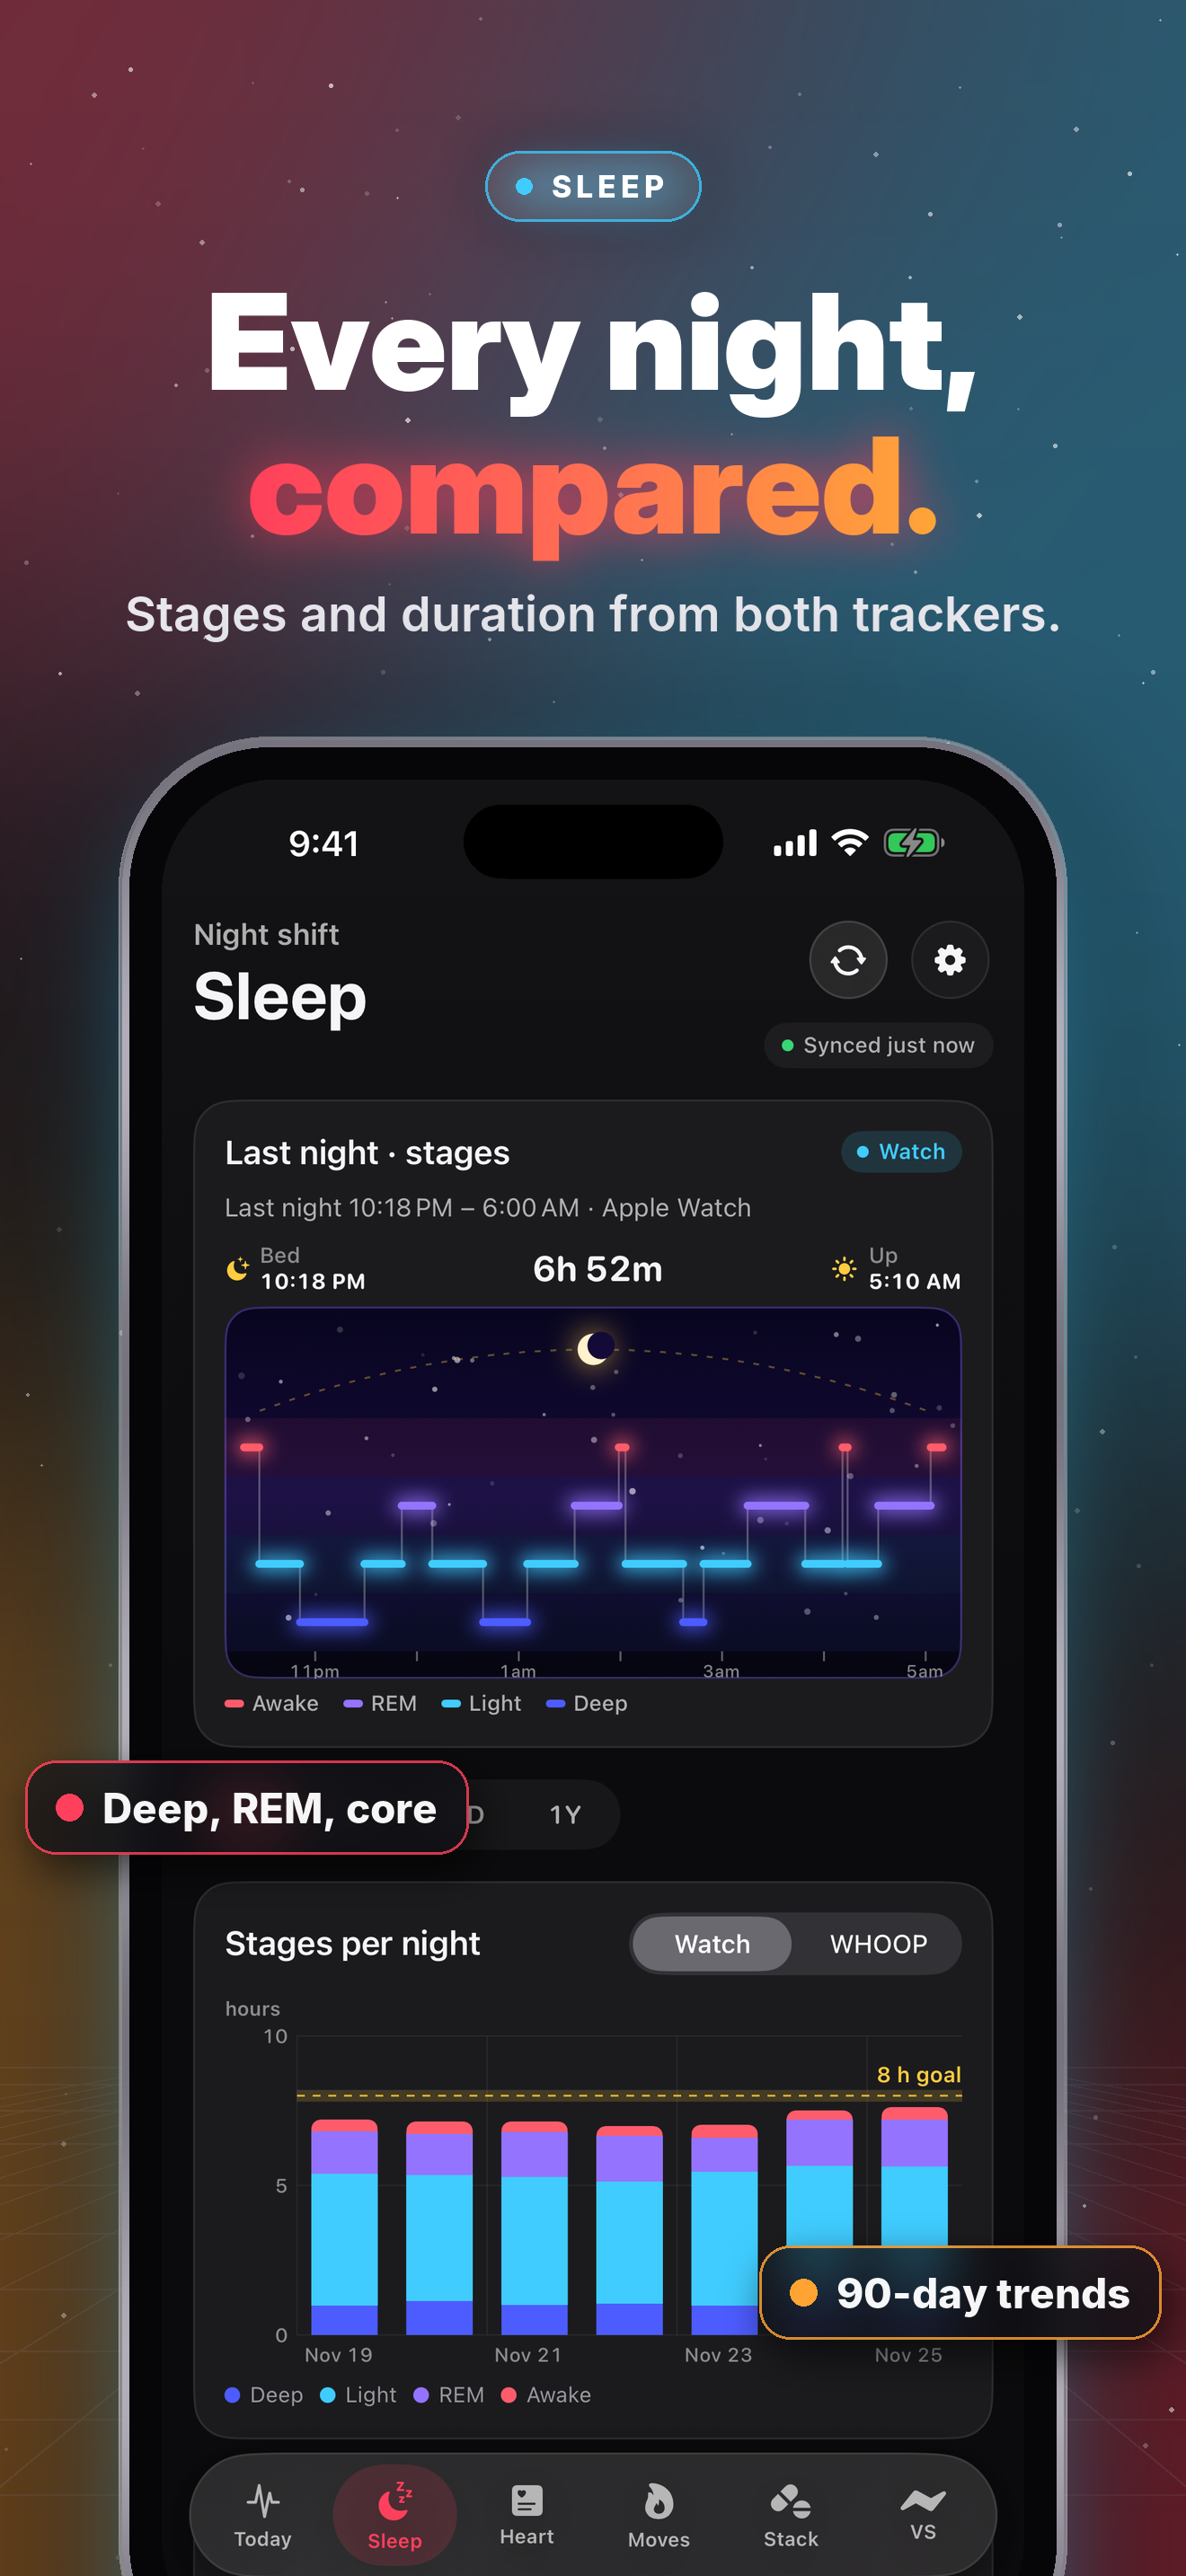 SLEEP
Every night,
compared.
Stages and duration from both trackers.
9:41
Night shift
Sleep
Synced just now
Last night · stages
Watch
Last night 10:18 PM – 6:00 AM · Apple Watch
Bed
10:18 PM
6h 52m
Up
5:10 AM
11pm 1am 3am 5am
Awake REM Light Deep
Deep, REM, core
D 1Y
Stages per night
Watch WHOOP
hours
10
8 h goal
5
90-day trends
0
Nov 19 Nov 21 Nov 23 Nov 25
Deep Light REM Awake
Today Sleep Heart Moves Stack VS